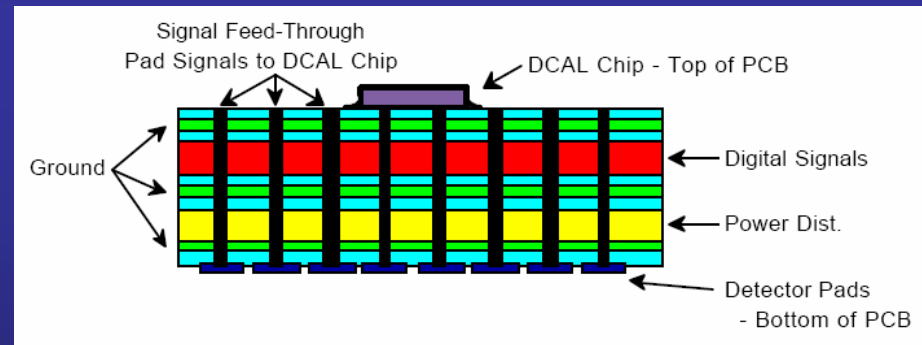 Signal Feed-Through
Pad Signals to DCAL Chip
DCAL Chip - Top of PCB
Ground
Digital Signals
Power Dist.
Detector Pads
- Bottom of PCB